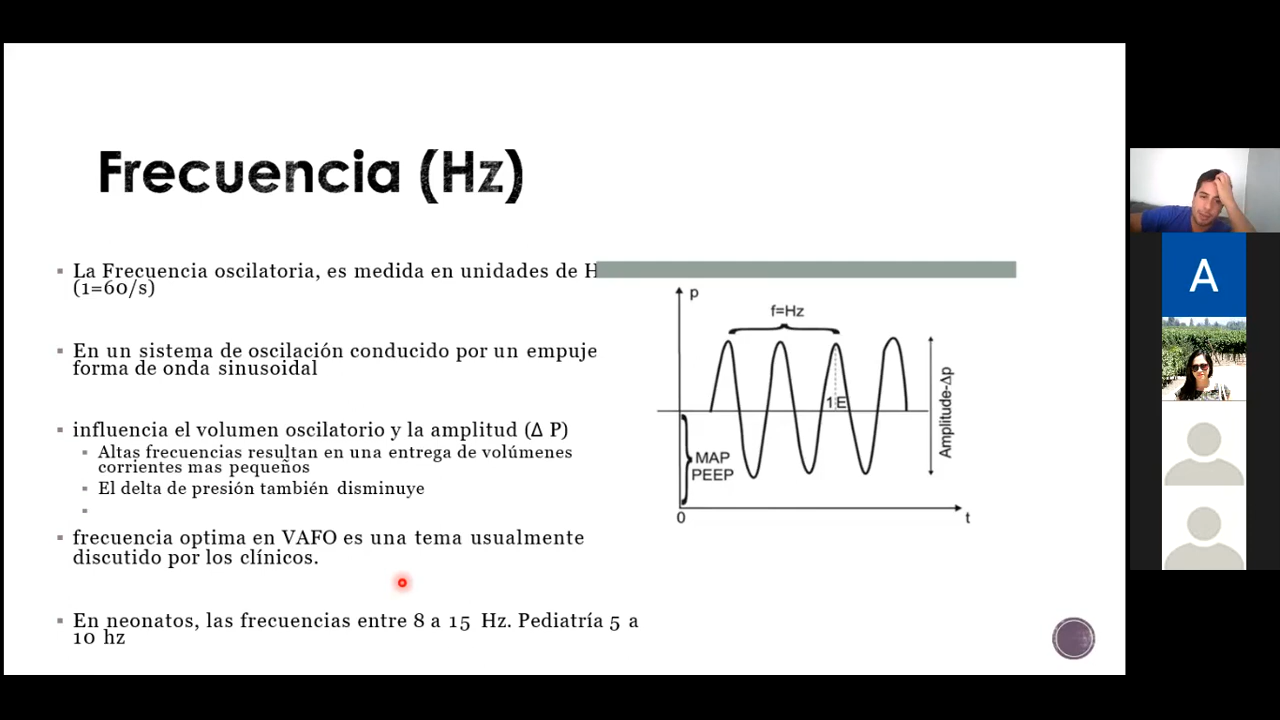 Frecuencia (Hz)
La Frecuencia oscilatoria, es medida en unidades de H
(1=60/s)
En un sistema de oscilación conducido por un empuje
forma de onda sinusoidal
influencia el volumen oscilatorio y la amplitud (Δ P)
Altas frecuencias resultan en una entrega de volúmenes
corrientes mas pequeños
El delta de presión también disminuye
frecuencia optima en VAFO es una tema usualmente
discutido por los clínicos.
En neonatos, las frecuencias entre 8 a 15 Hz. Pediatría 5 a
10 hz
p
f=Hz
1:E
Amplitude-Δp
MAP
PEEP
0
t
A